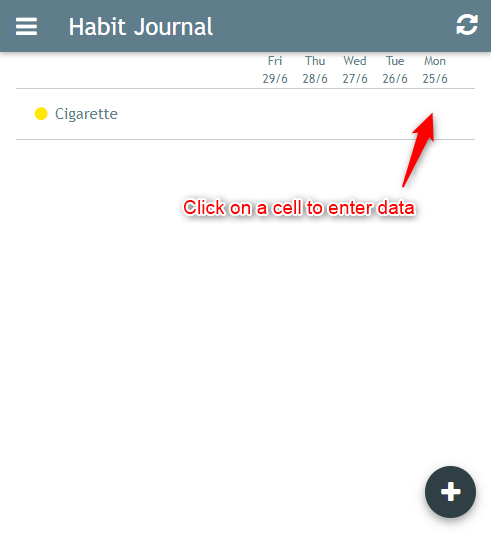 Habit Journal
Fri Thu Wed Tue Mon
29/6 28/6 27/6 26/6 25/6
Cigarette
Click on a cell to enter data